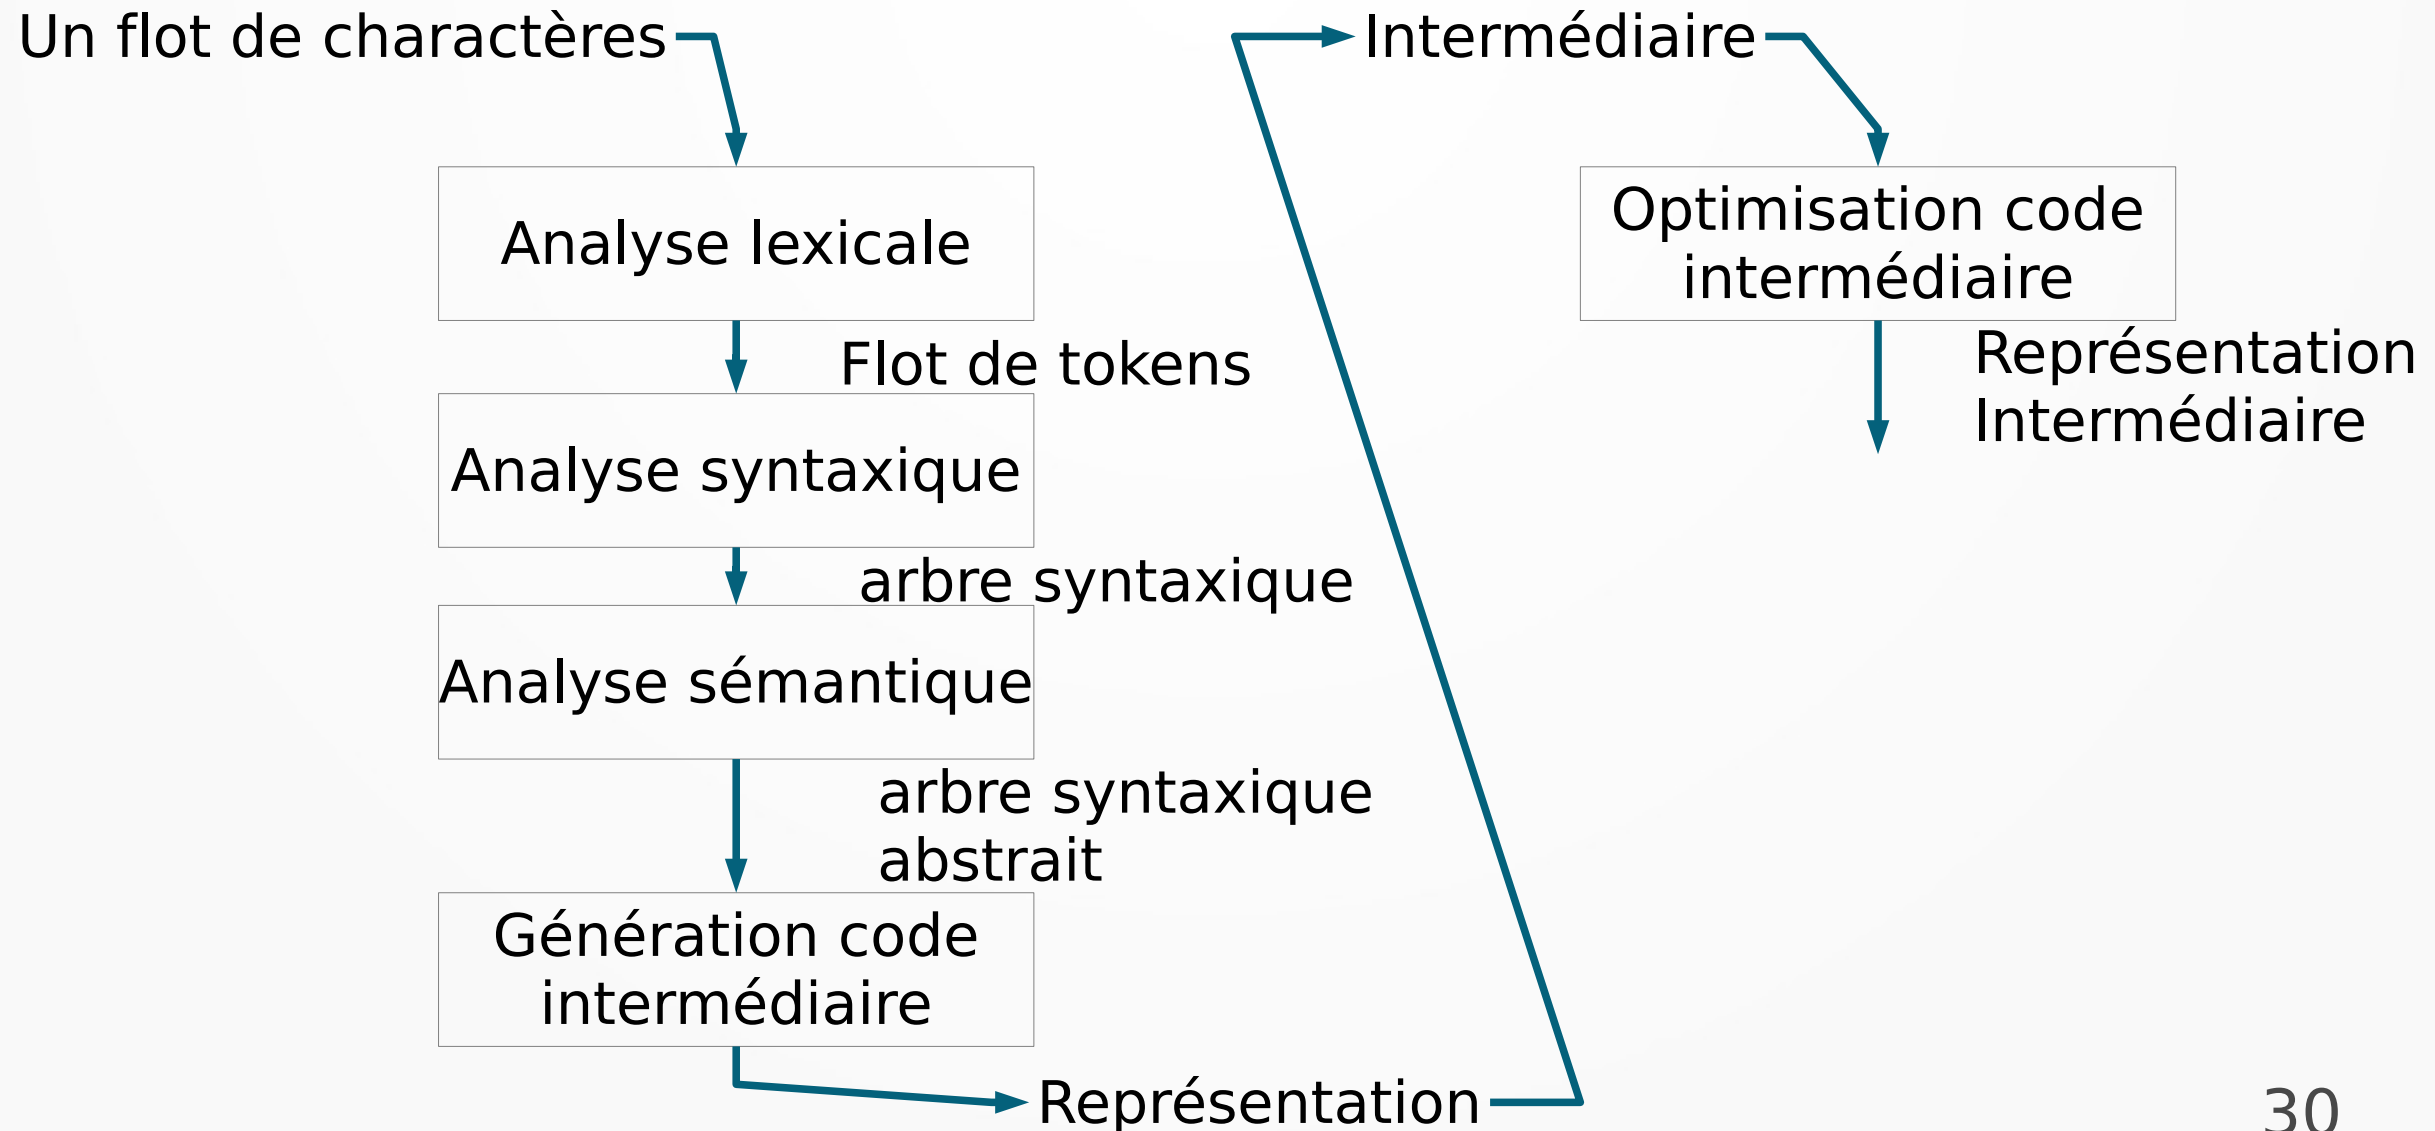 Un flot de charactères
Analyse lexicale
Flot de tokens
Analyse syntaxique
arbre syntaxique
Analyse sémantique
arbre syntaxique
abstrait
Génération code
intermédiaire
Représentation
Intermédiaire
Optimisation code
intermédiaire
Représentation
Intermédiaire
30